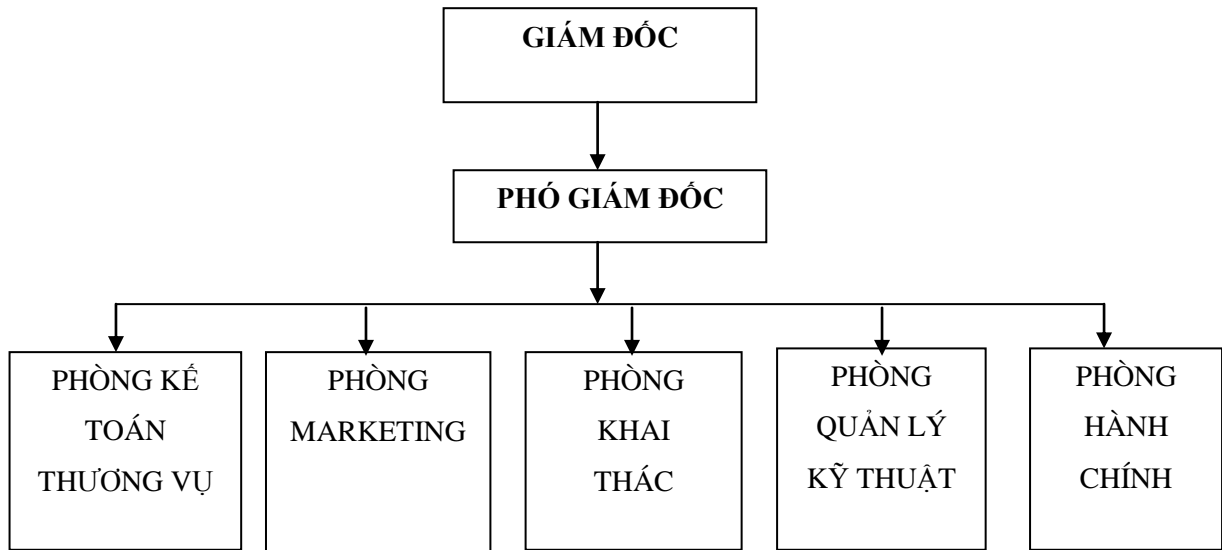 GIÁM ĐỐC
PHÓ GIÁM ĐỐC
PHÒNG KẾ
TOÁN
THƯƠNG VỤ
PHÒNG
MARKETING
PHÒNG
KHAI
THÁC
PHÒNG
QUẢN LÝ
KỸ THUẬT
PHÒNG
HÀNH
CHÍNH